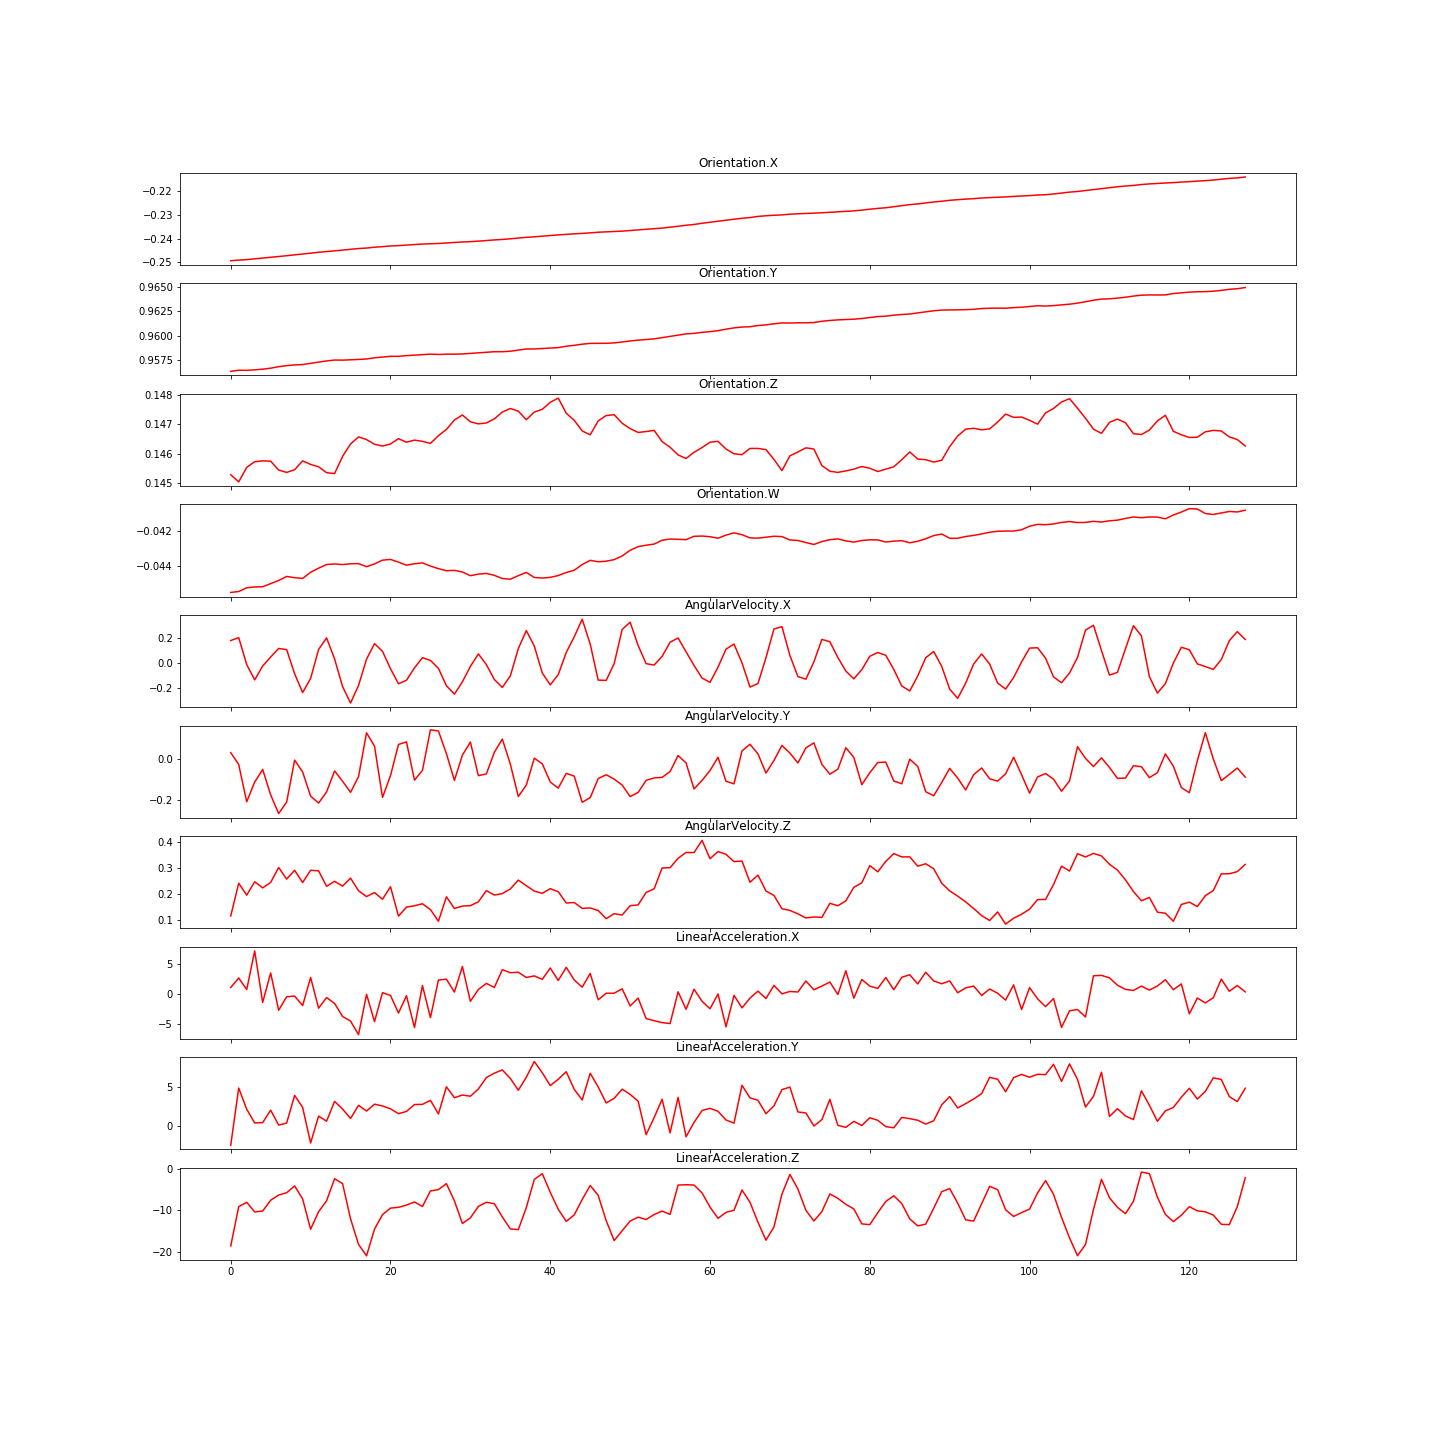 Orientation.X
−0.22
−0.23
−0.24
−0.25
Orientation.Y
0.9650
0.9625
0.9600
0.9575
Orientation.Z
0.148
0.147
0.146
0.145
Orientation.W
−0.042
−0.044
AngularVelocity.X
0.2
0.0
−0.2
AngularVelocity.Y
0.0
−0.2
AngularVelocity.Z
0.4
0.3
0.2
0.1
LinearAcceleration.X
5
0
−5
LinearAcceleration.Y
5
0
LinearAcceleration.Z
0
−10
−20
0 20 40 60 80 100 120